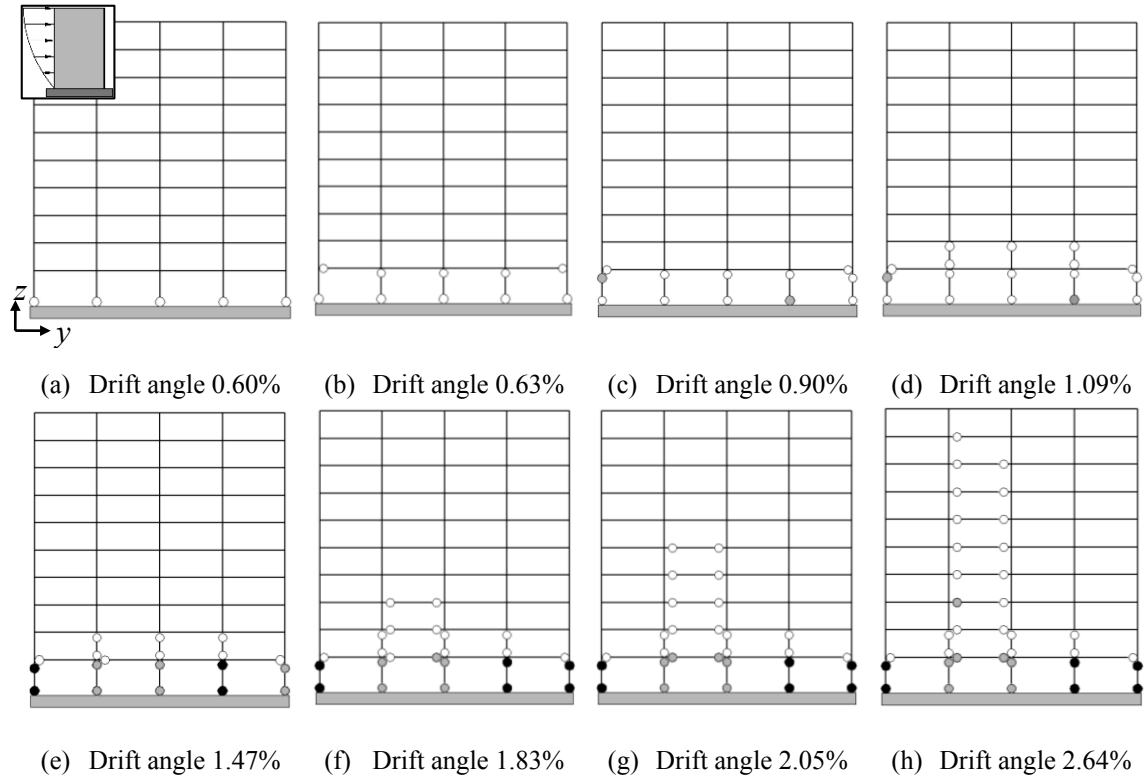 z
y
(a) Drift angle 0.60%
(b) Drift angle 0.63%
(c) Drift angle 0.90%
(d) Drift angle 1.09%
(e) Drift angle 1.47%
(f) Drift angle 1.83%
(g) Drift angle 2.05%
(h) Drift angle 2.64%